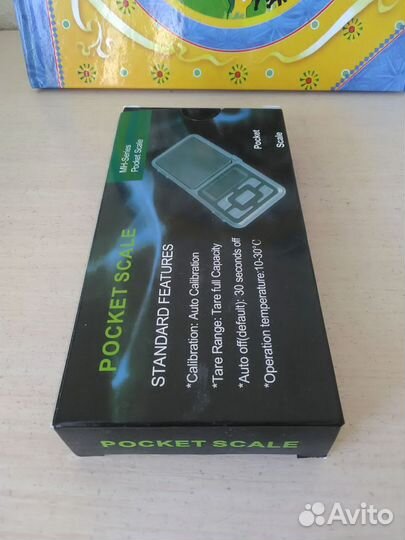 MH-Series
Pocket Scale
Pocket
Scale
POCKET SCALE
STANDARD FEATURES
*Calibration: Auto Calibration
*Tare Range: Tare full Capacity
*Auto off(default): 30 seconds off
*Operation temperature:10-30℃
POCKET SCALE
Avito